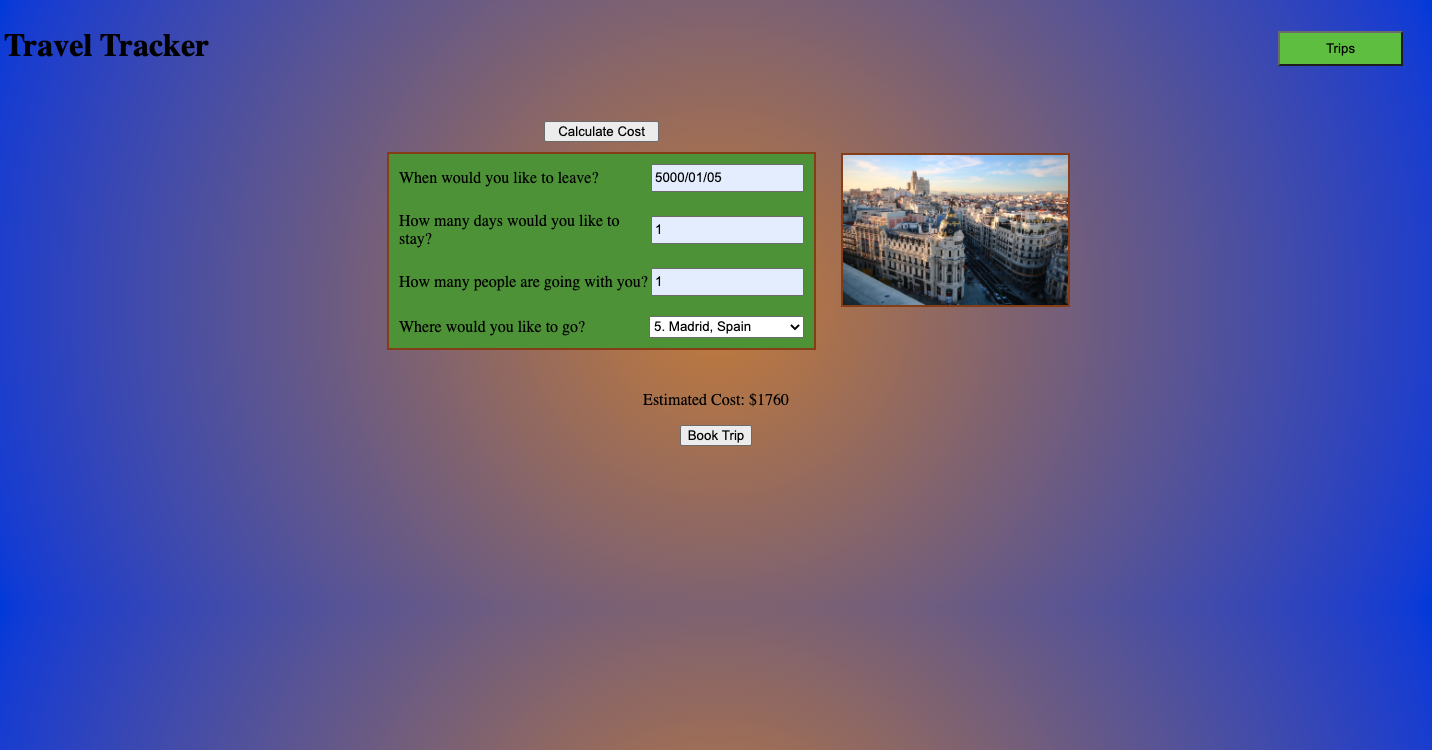 Travel Tracker
Trips
Calculate Cost
When would you like to leave? 5000/01/05
How many days would you like to
stay? 1
How many people are going with you? 1
Where would you like to go? 5. Madrid, Spain
Estimated Cost: $1760
Book Trip